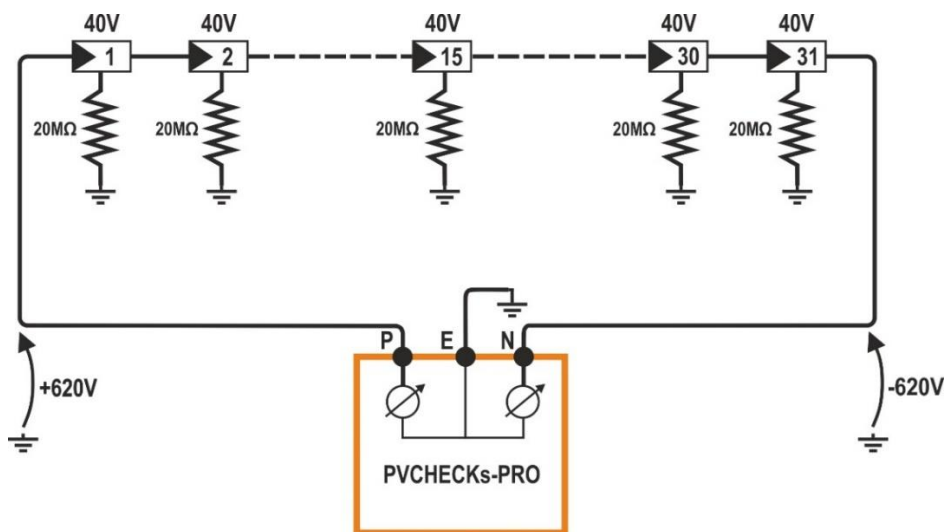 40V 40V 40V 40V 40V
1 2 15 30 31
20MΩ 20MΩ 20MΩ 20MΩ 20MΩ
P E N
+620V -620V
PVCHECKs-PRO